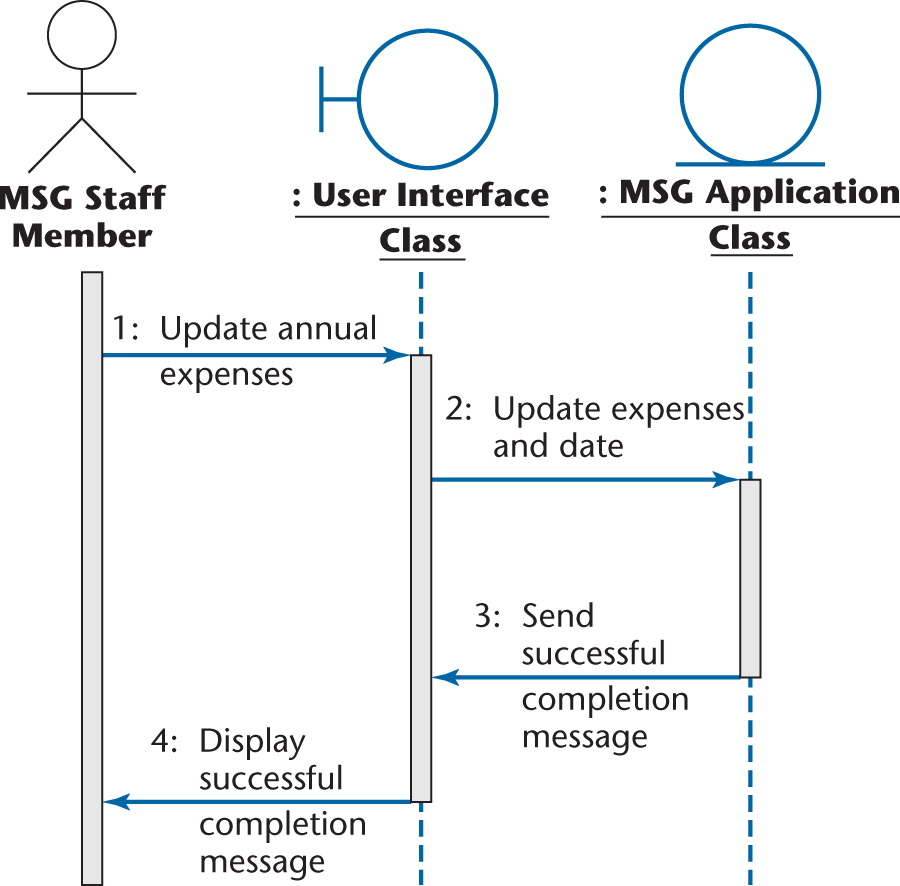 MSG Staff
Member
: User Interface
Class
: MSG Application
Class
1: Update annual
expenses
2: Update expenses
and date
3: Send
successful
completion
message
4: Display
successful
completion
message